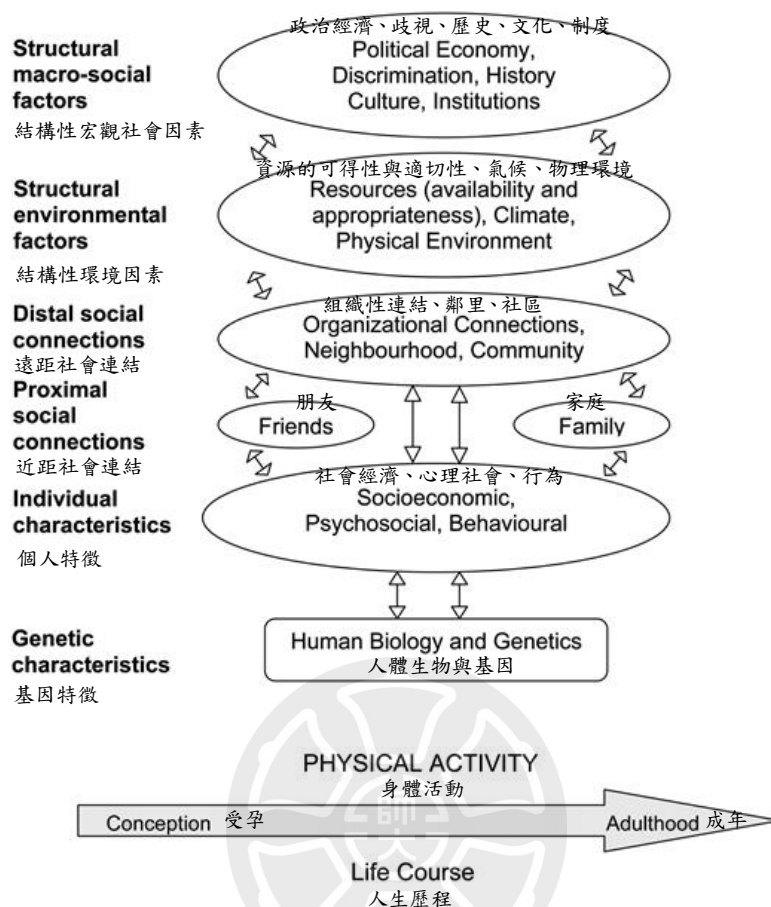 Structural
macro-social
factors
結構性宏觀社會因素
政治經濟、歧視、歷史、文化、制度
Political Economy,
Discrimination, History
Culture, Institutions
Structural
environmental
factors
結構性環境因素
資源的可得性與適切性、氣候、物理環境
Resources (availability and
appropriateness), Climate,
Physical Environment
Distal social
connections
遠距社會連結
組織性連結、鄰里、社區
Organizational Connections,
Neighbourhood, Community
Proximal
social
connections
近距社會連結
朋友
Friends
家庭
Family
Individual
characteristics
個人特徵
社會經濟、心理社會、行為
Socioeconomic,
Psychosocial, Behavioural
Genetic
characteristics
基因特徵
Human Biology and Genetics
人體生物與基因
PHYSICAL ACTIVITY
身體活動
Conception 受孕
Adulthood 成年
Life Course
人生歷程
師大